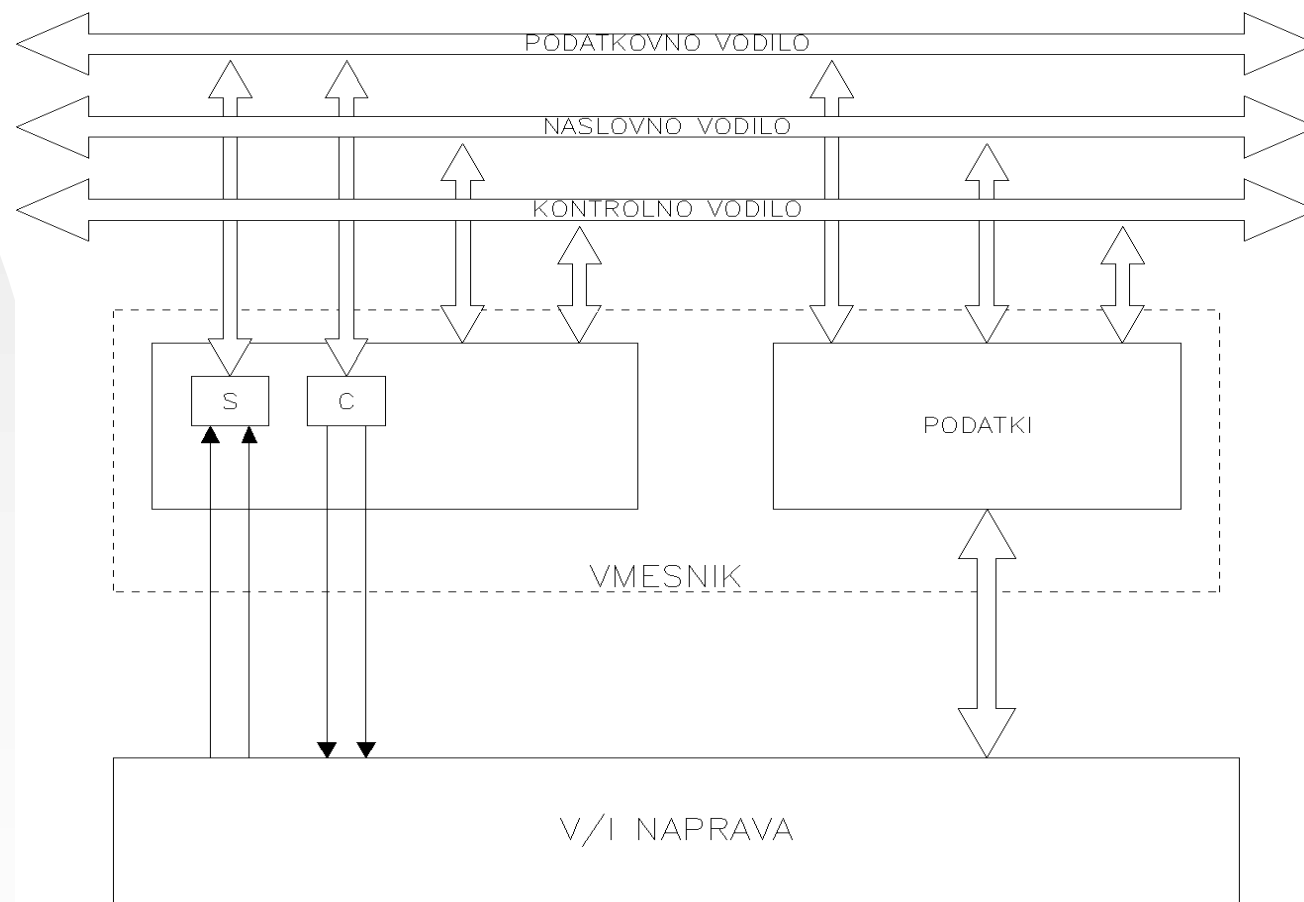 PODATKOVNO VODILO
NASLOVNO VODILO
KONTROLNO VODILO
S
C
PODATKI
VMESNIK
V/I NAPRAVA